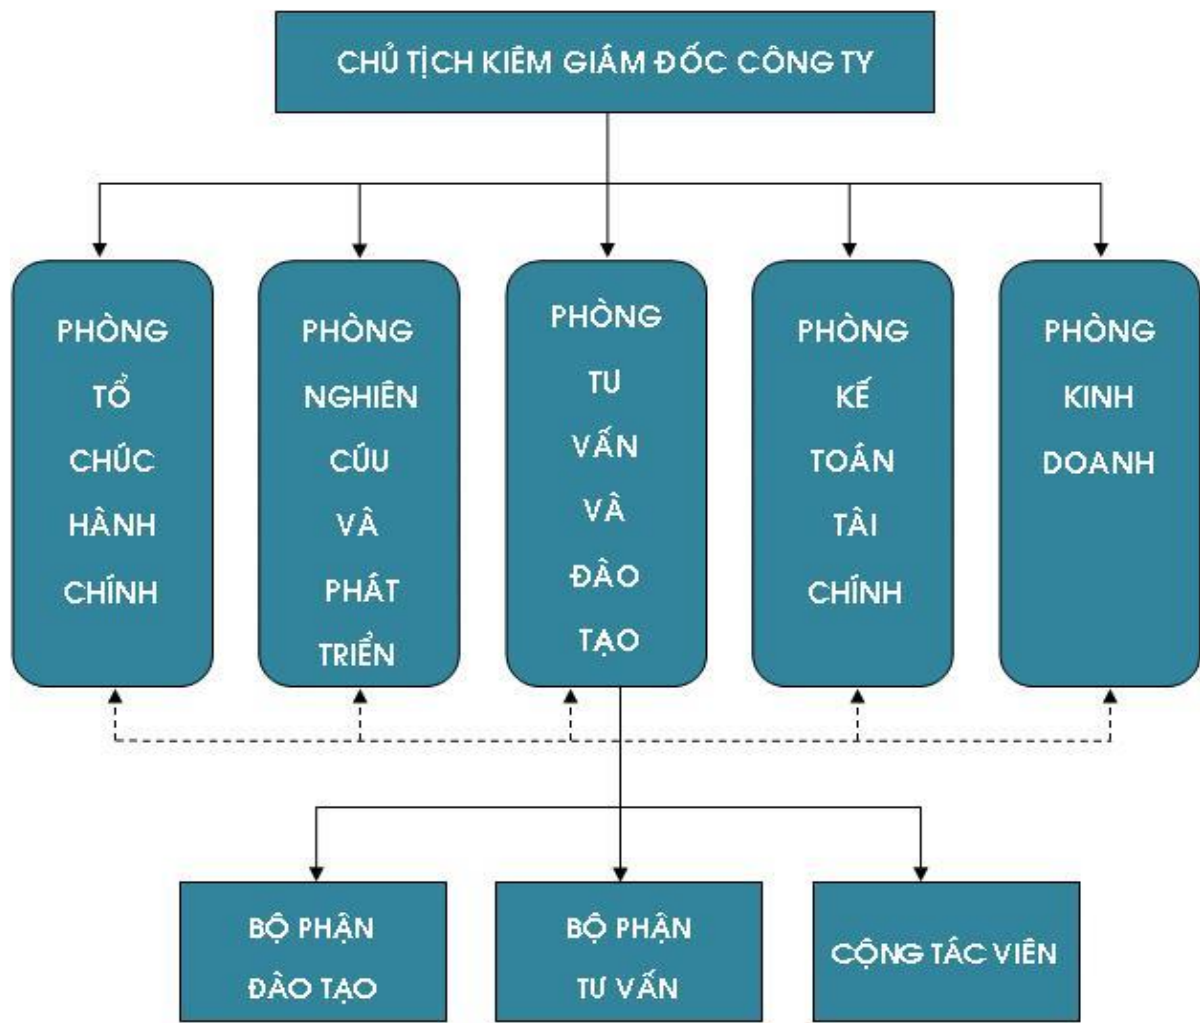 CHỦ TỊCH KIÊM GIÁM ĐỐC CÔNG TY
PHÒNG
TỔ
CHỨC
HÀNH
CHÍNH
PHÒNG
NGHIÊN
CỨU
VÀ
PHÁT
TRIỂN
PHÒNG
TƯ
VẤN
VÀ
ĐÀO
TẠO
PHÒNG
KẾ
TOÁN
TÀI
CHÍNH
PHÒNG
KINH
DOANH
BỘ PHẬN
ĐÀO TẠO
BỘ PHẬN
TƯ VẤN
CỘNG TÁC VIÊN